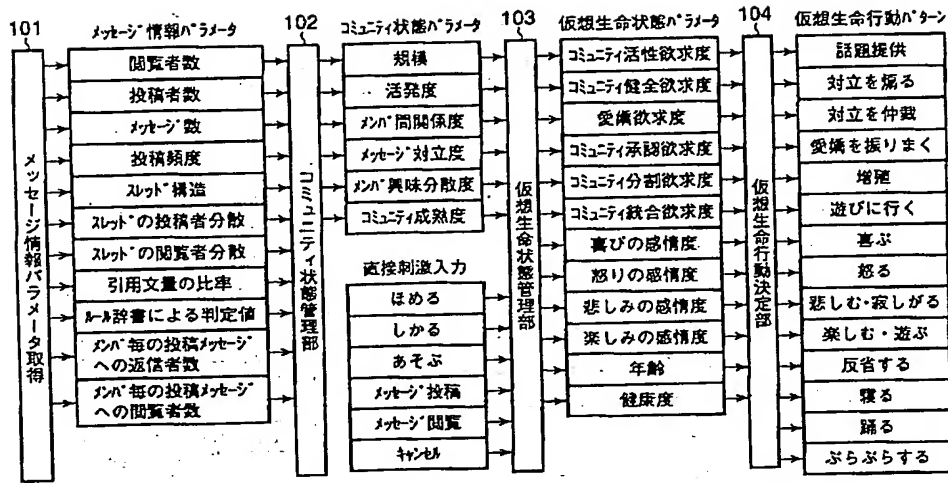 101
メッセージ情報パラメータ取得
メッセージ情報パラメータ
閲覧者数
投稿者数
メッセージ数
投稿頻度
スレッド構造
スレッドの投稿者分散
スレッドの閲覧者分散
引用文量の比率
ルール辞書による判定値
メンバ毎の投稿メッセージ
への返信者数
メンバ毎の投稿メッセージ
への閲覧者数
102
コミュニティ状態管理部
コミュニティ状態パラメータ
規模
活発度
メンバ間関係度
メッセージ対立度
メンバ興味分散度
コミュニティ成熟度
直接刺激入力
ほめる
しかる
あそぶ
メッセージ投稿
メッセージ閲覧
キャンセル
103
仮想生命状態管理部
仮想生命状態パラメータ
コミュニティ活性欲求度
コミュニティ健全欲求度
愛嬌欲求度
コミュニティ承認欲求度
コミュニティ分割欲求度
コミュニティ統合欲求度
喜びの感情度
怒りの感情度
悲しみの感情度
楽しみの感情度
年齢
健康度
104
仮想生命行動決定部
仮想生命行動パターン
話題提供
対立を煽る
対立を仲裁
愛嬌を振りまく
増殖
遊びに行く
喜ぶ
怒る
悲しむ・寂しがる
楽しむ・遊ぶ
反省する
寝る
踊る
ぶらぶらする